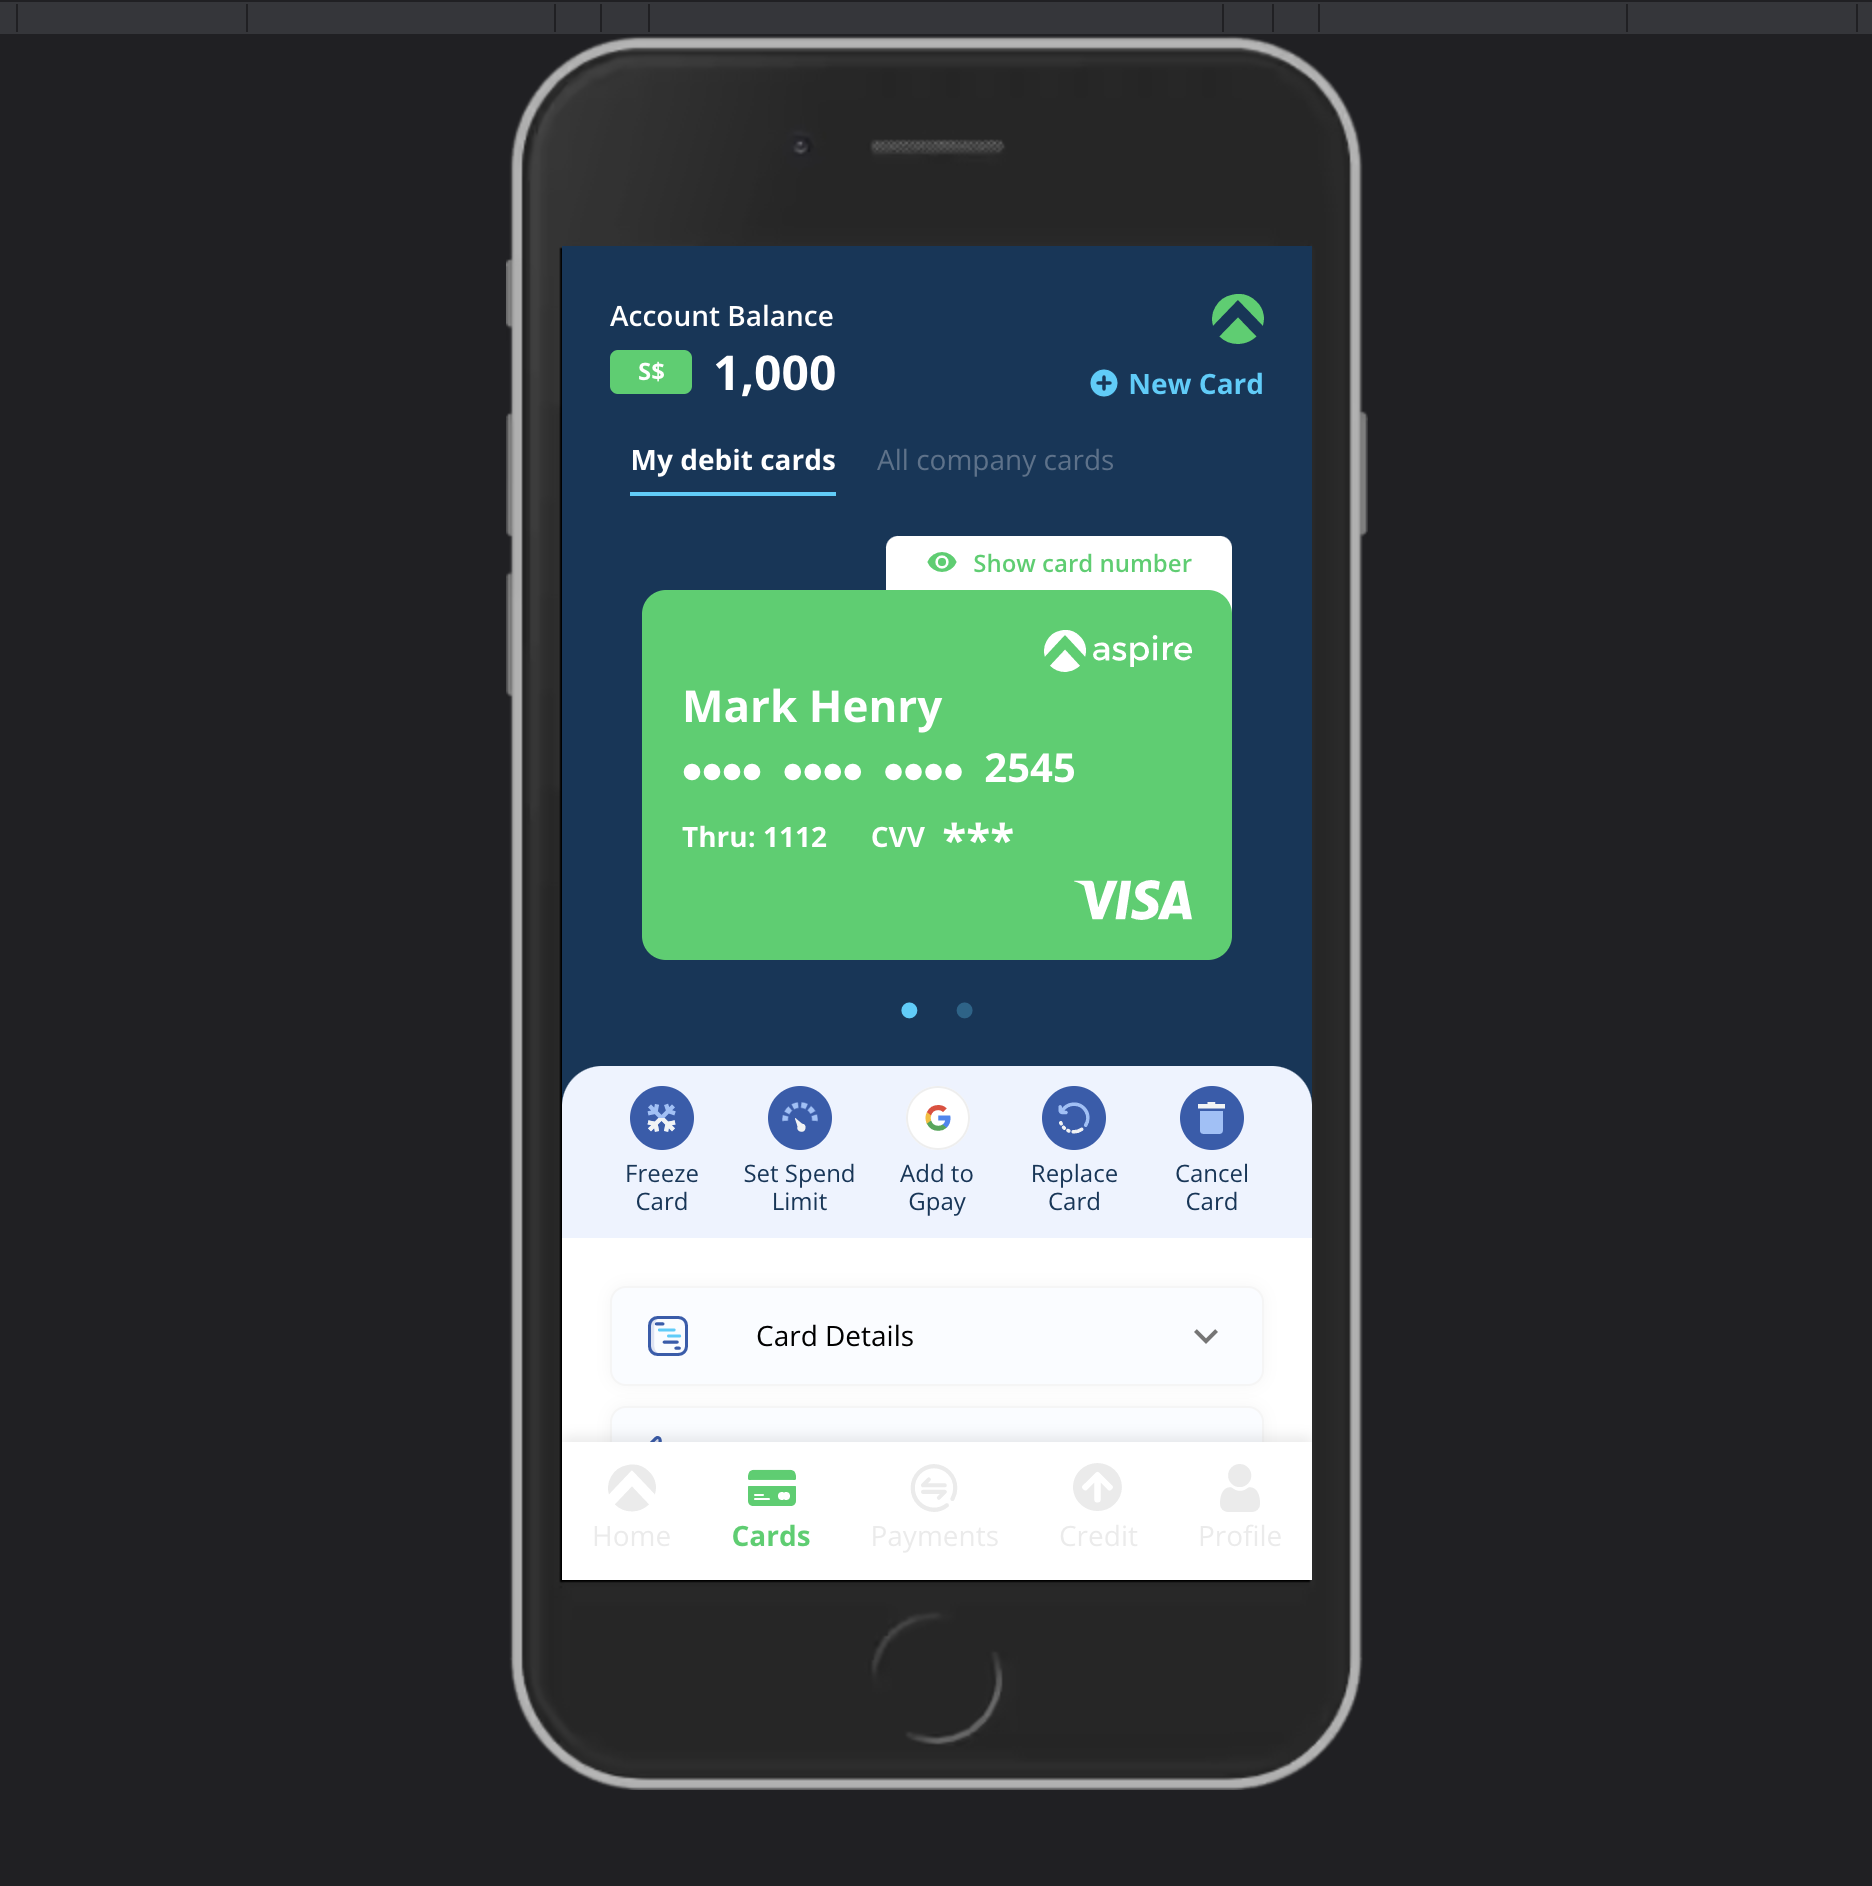 Account Balance
S$ 1,000
New Card
My debit cards All company cards
Show card number
aspire
Mark Henry
●●●● ●●●● ●●●● 2545
Thru: 1112 CVV ***
VISA
Freeze Card
Set Spend Limit
Add to Gpay
Replace Card
Cancel Card
Card Details
Home Cards Payments Credit Profile